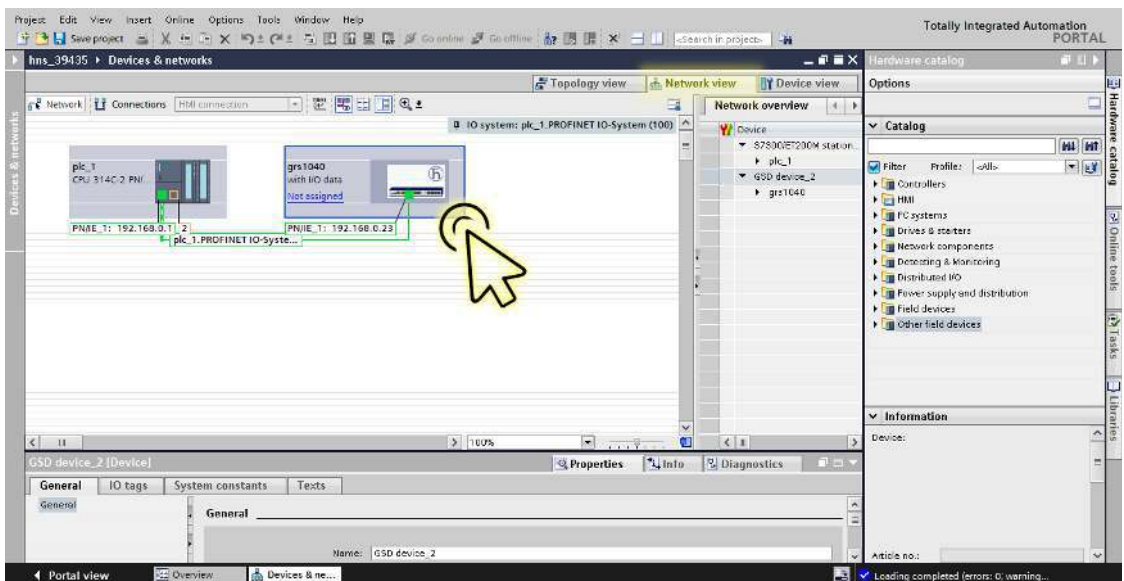 Project Edit View Insert Online Options Tools Window Help
Totally Integrated Automation
PORTAL
Save project
Go online
Go offline
<Search in project>
hns_39435 ▸ Devices & networks
Hardware catalog
Topology view
Network view
Device view
Options
Network
Connections
HMI connection
Network overview
IO system: plc_1.PROFINET IO-System (100)
Catalog
Device
S7300/ET200M station...
plc_1
GSD device_2
grs1040
Filter
Profile:
<All>
Controllers
HMI
PC systems
Drives & starters
Network components
Detecting & Monitoring
Distributed I/O
Power supply and distribution
Field devices
Other field devices
plc_1
CPU 314C-2 PN/...
grs1040
with I/O data
Not assigned
PN/IE_1: 192.168.0.1
2
PN/IE_1: 192.168.0.23
plc_1.PROFINET IO-Syste...
Devices & networks
Hardware catalog
Online tools
Tasks
Libraries
Information
Device:
100%
GSD device_2 [Device]
Properties
Info
Diagnostics
General
IO tags
System constants
Texts
General
General
Name:
GSD device_2
Article no.:
Portal view
Overview
Devices & ne...
Loading completed (errors: 0; warning...